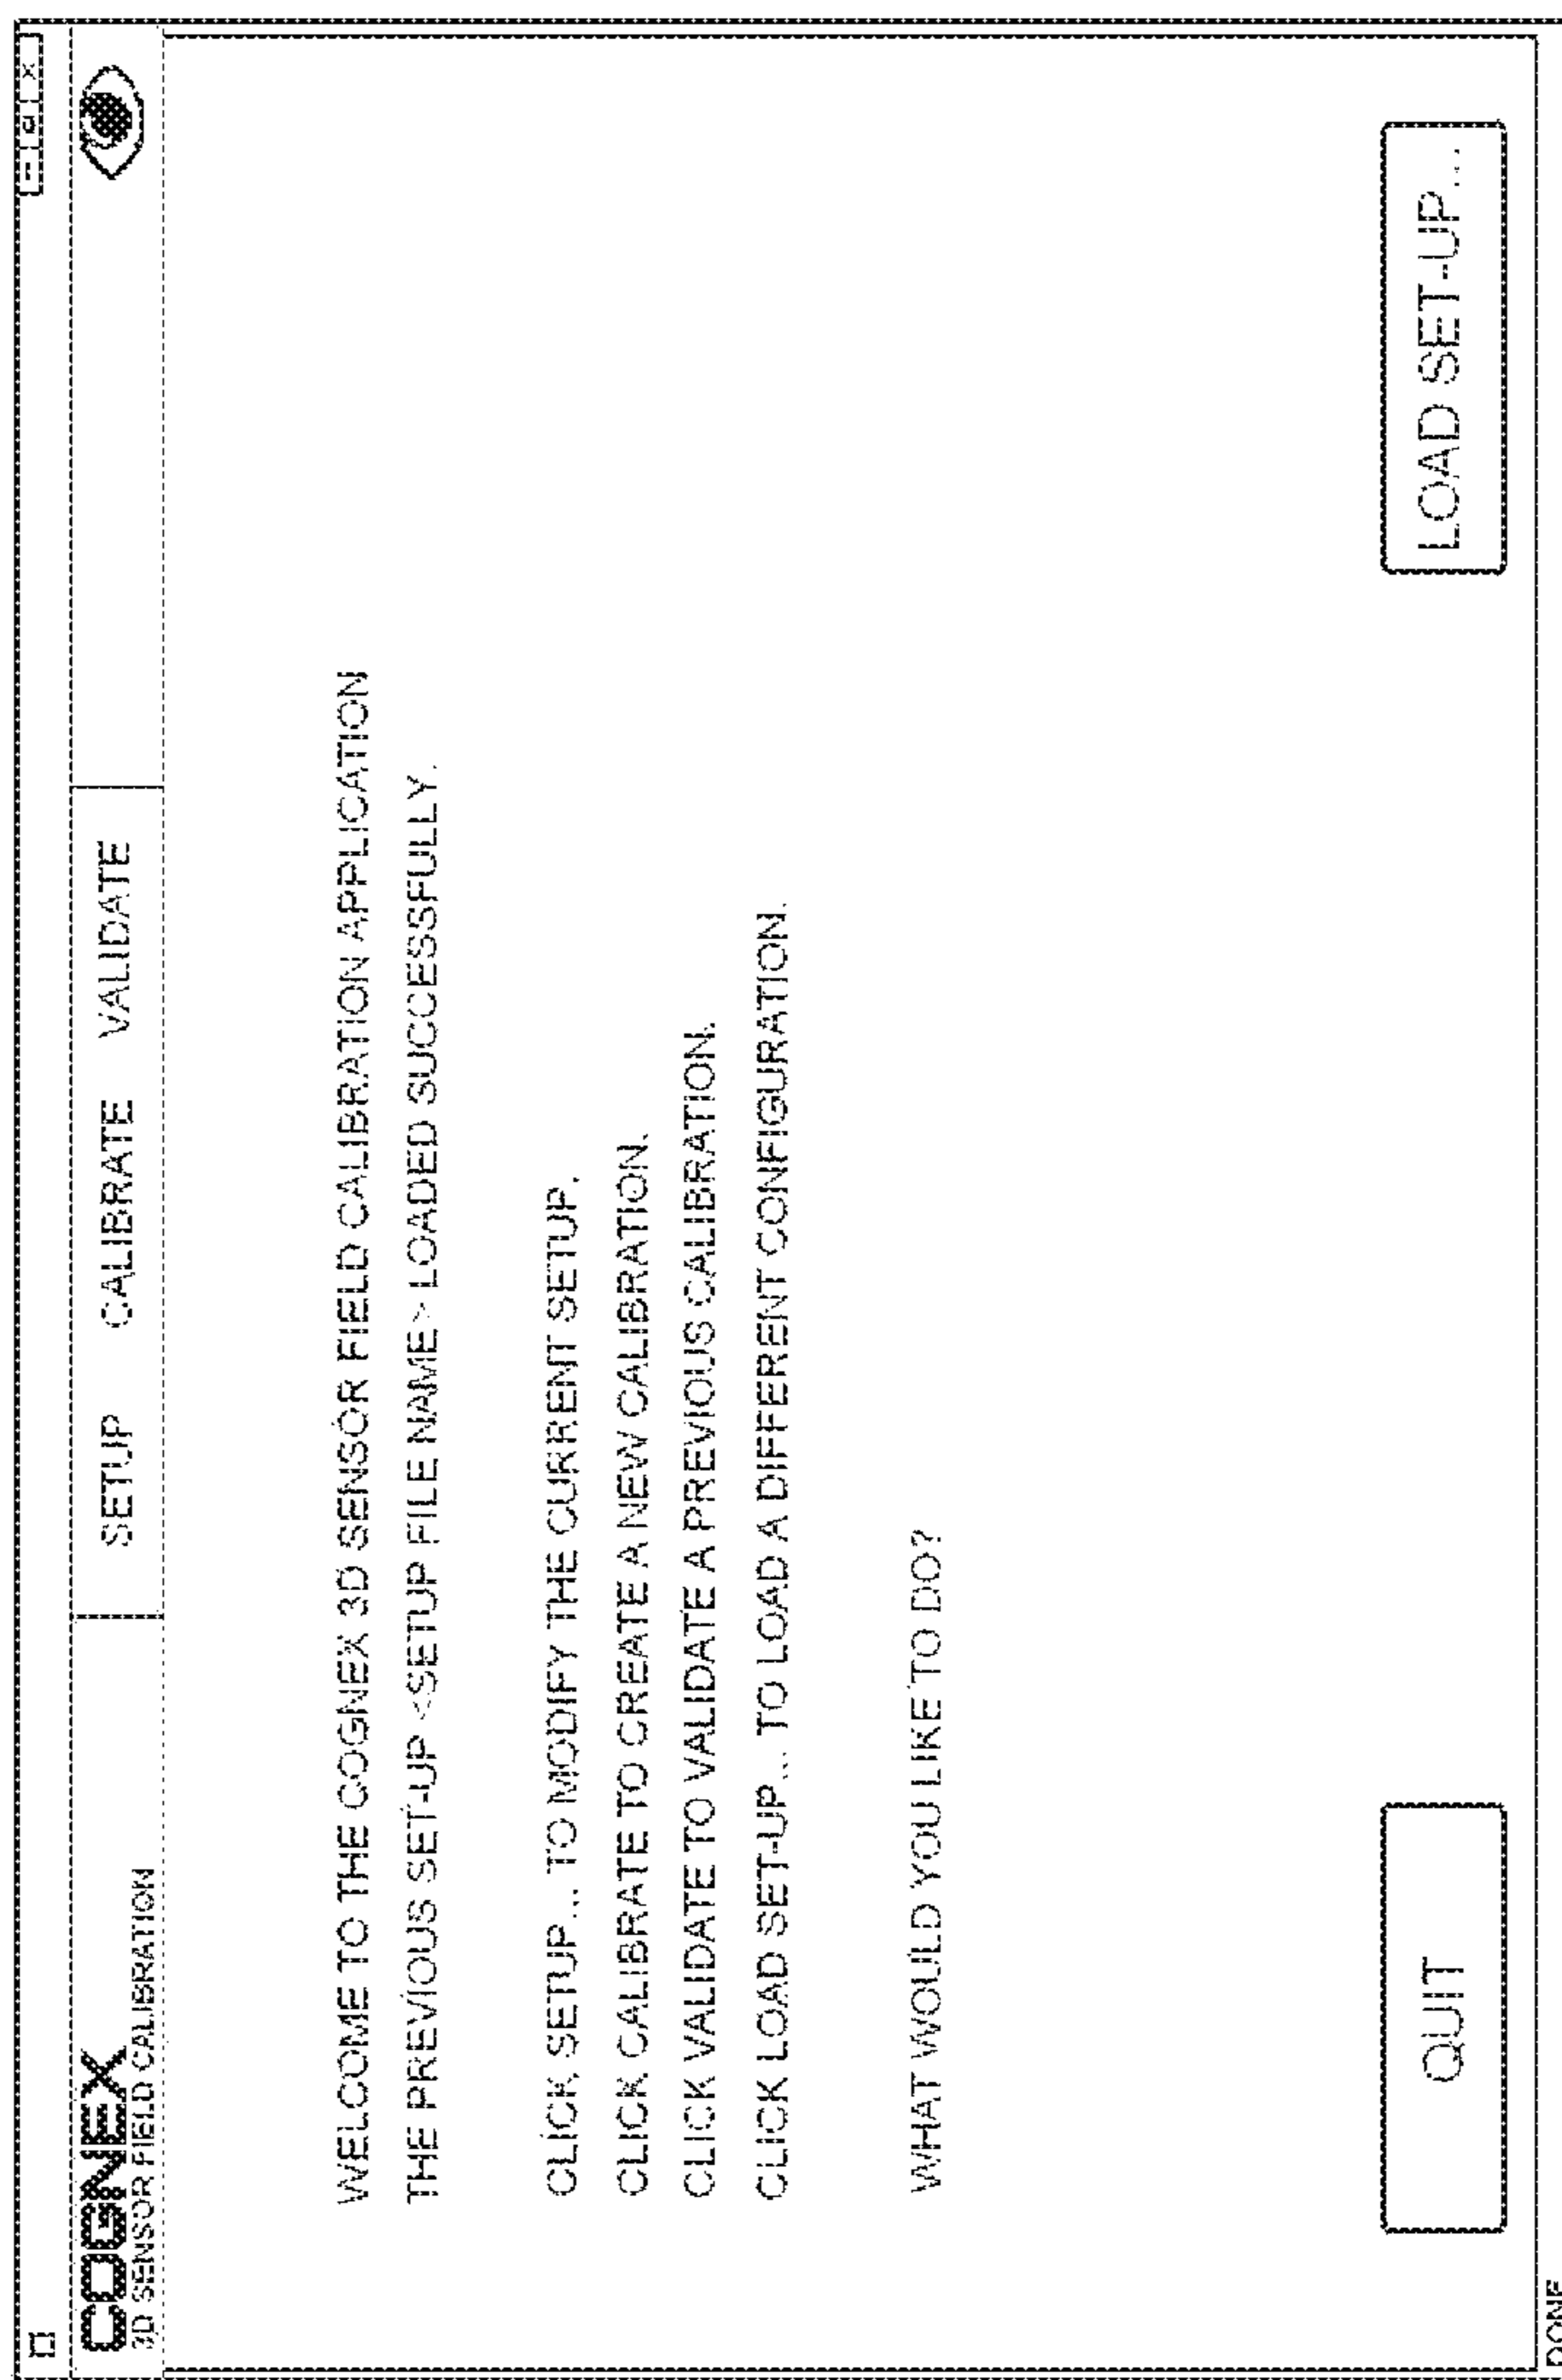 COGNEX
3D SENSOR FIELD CALIBRATION
SETUP CALIBRATE VALIDATE
WELCOME TO THE COGNEX 3D SENSOR FIELD CALIBRATION APPLICATION
THE PREVIOUS SET-UP <SETUP FILE NAME> LOADED SUCCESSFULLY.
CLICK SETUP... TO MODIFY THE CURRENT SETUP.
CLICK CALIBRATE TO CREATE A NEW CALIBRATION.
CLICK VALIDATE TO VALIDATE A PREVIOUS CALIBRATION.
CLICK LOAD SET-UP... TO LOAD A DIFFERENT CONFIGURATION.
WHAT WOULD YOU LIKE TO DO?
QUIT
LOAD SET-UP...
DONE